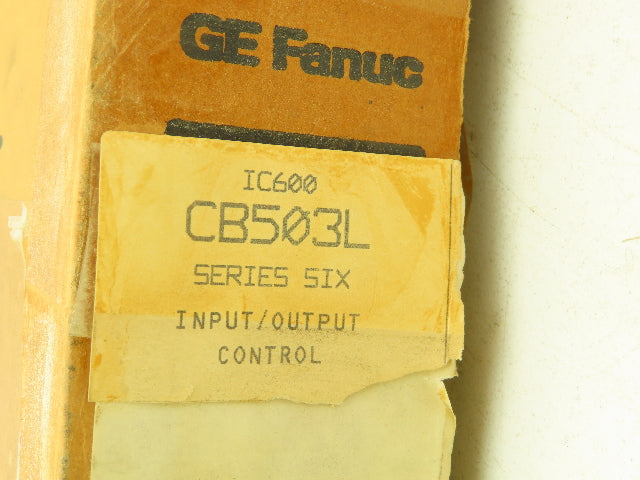 GE Fanuc
IC600
CB503L
SERIES SIX
INPUT/OUTPUT
CONTROL